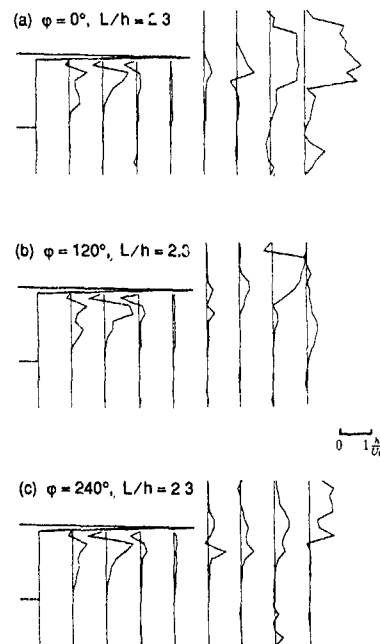 (a) φ = 0°, L/h = 2.3
(b) φ = 120°, L/h = 2.3
0 1
(c) φ = 240°, L/h = 2 3